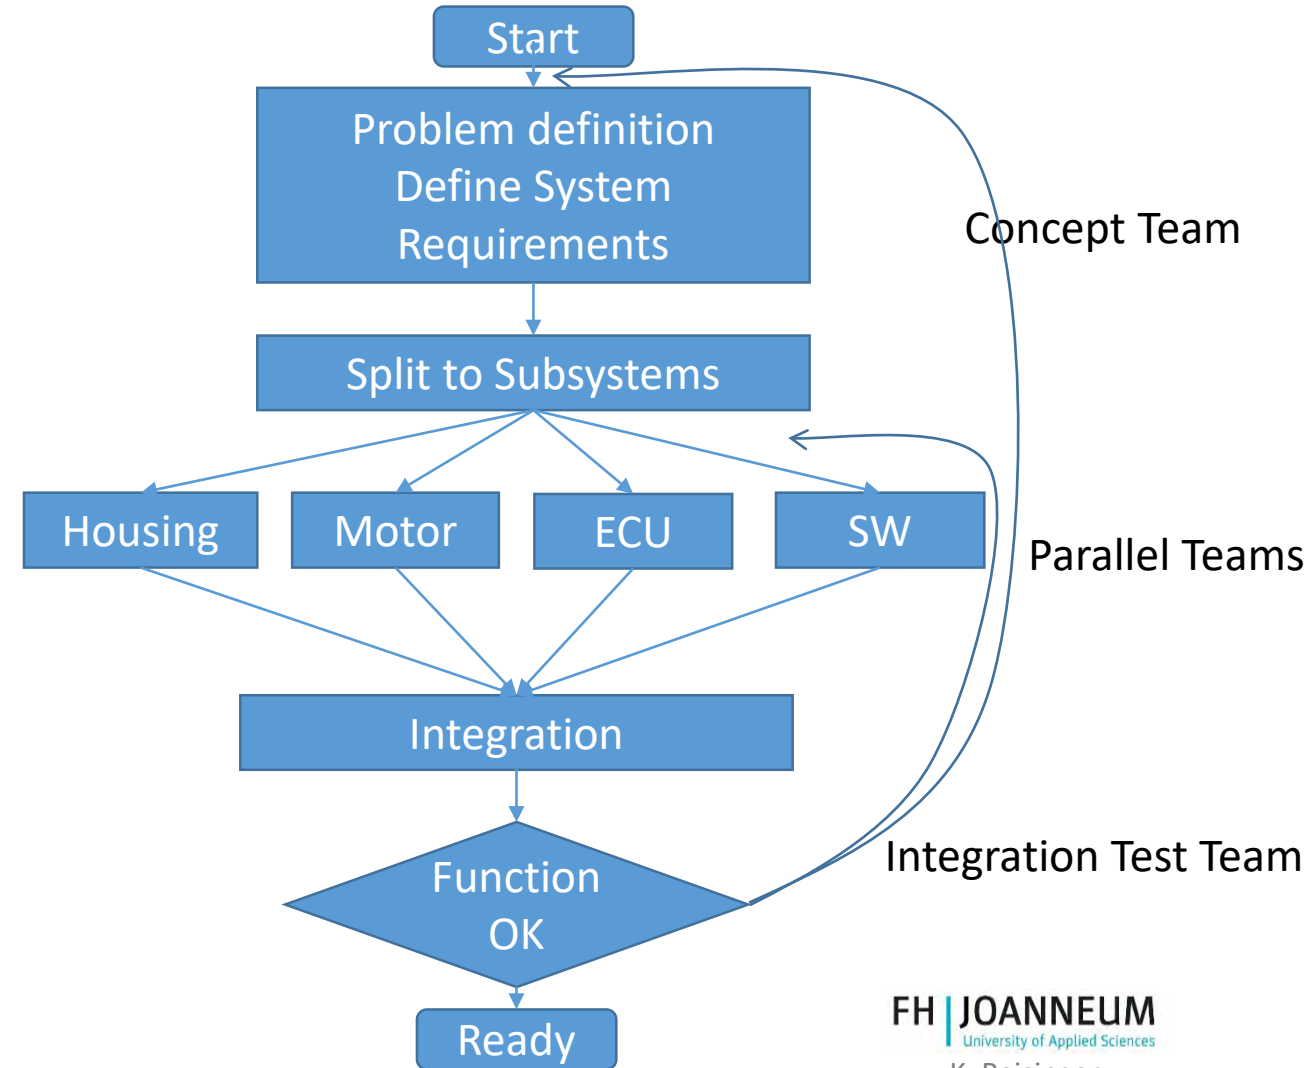 Start
Problem definition
Define System
Requirements
Concept Team
Split to Subsystems
Housing
Motor
ECU
SW
Parallel Teams
Integration
Integration Test Team
Function
OK
Ready
FH JOANNEUM
University of Applied Sciences